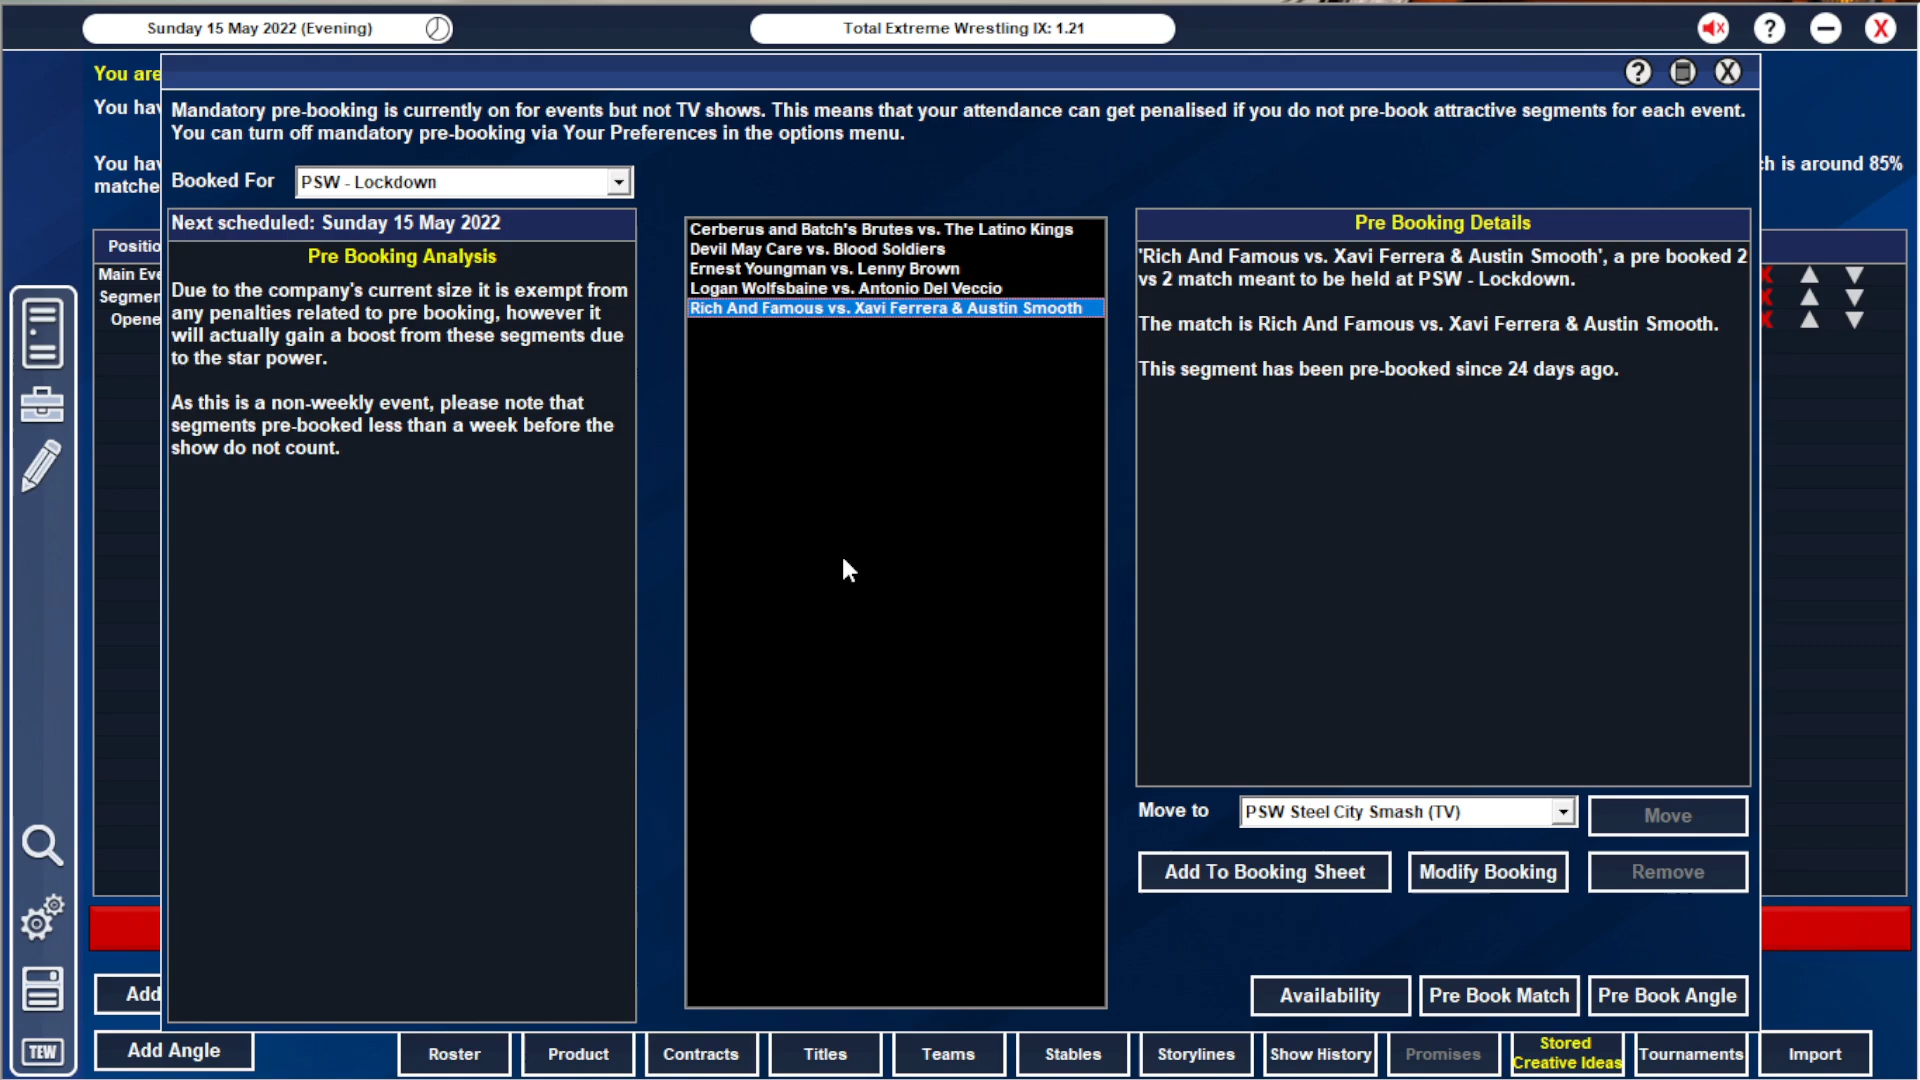 Sunday 15 May 2022 (Evening)
Total Extreme Wrestling IX: 1.21
You are
You hav
Mandatory pre-booking is currently on for events but not TV shows. This means that your attendance can get penalised if you do not pre-book attractive segments for each event.
You can turn off mandatory pre-booking via Your Preferences in the options menu.
You hav
ch is around 85%
matche
Booked For
PSW - Lockdown
Next scheduled: Sunday 15 May 2022
Pre Booking Analysis
Due to the company's current size it is exempt from
any penalties related to pre booking, however it
will actually gain a boost from these segments due
to the star power.
As this is a non-weekly event, please note that
segments pre-booked less than a week before the
show do not count.
Positio
Main Eve
Segmen
Opene
Cerberus and Batch's Brutes vs. The Latino Kings
Devil May Care vs. Blood Soldiers
Ernest Youngman vs. Lenny Brown
Logan Wolfsbaine vs. Antonio Del Veccio
Rich And Famous vs. Xavi Ferrera & Austin Smooth
Pre Booking Details
'Rich And Famous vs. Xavi Ferrera & Austin Smooth', a pre booked 2
vs 2 match meant to be held at PSW - Lockdown.
The match is Rich And Famous vs. Xavi Ferrera & Austin Smooth.
This segment has been pre-booked since 24 days ago.
Move to
PSW Steel City Smash (TV)
Move
Add To Booking Sheet
Modify Booking
Remove
Availability
Pre Book Match
Pre Book Angle
Add
Add Angle
Roster
Product
Contracts
Titles
Teams
Stables
Storylines
Show History
Promises
Stored
Creative Ideas
Tournaments
Import
TEW